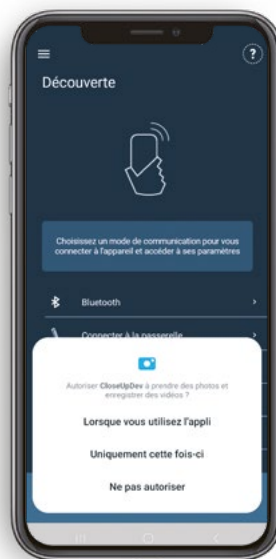 ?
Découverte
Choisissez un mode de communication pour vous
connecter à l'appareil et accéder à ses paramètres
Bluetooth
Connecter à la passerelle
Autoriser CloseUpDev à prendre des photos et
enregistrer des vidéos ?
Lorsque vous utilisez l'appli
Uniquement cette fois-ci
Ne pas autoriser